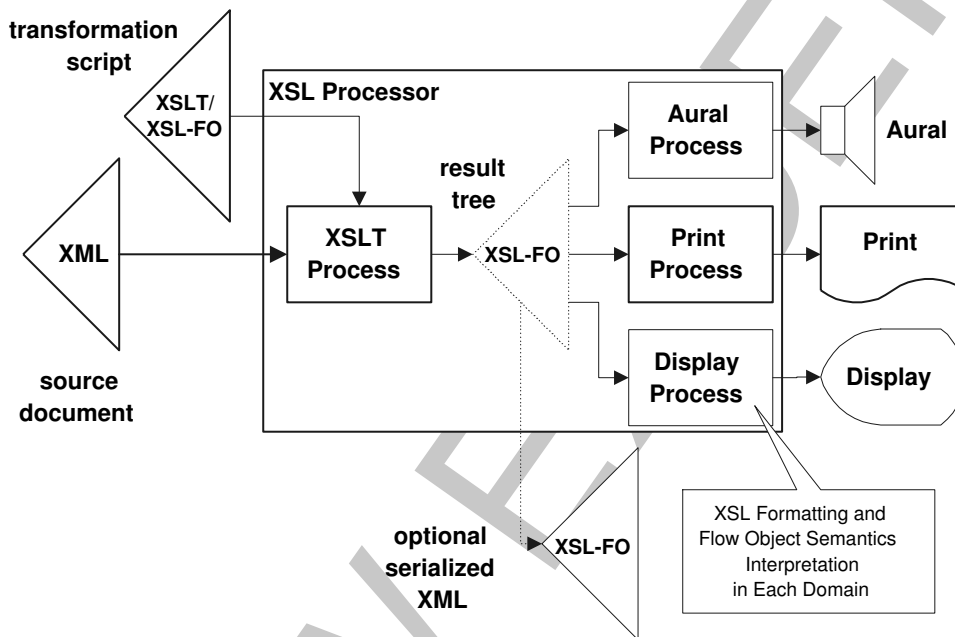 transformation
script
XSLT/
XSL-FO
XSL Processor
Aural
Process
Aural
result
tree
XML
XSLT
Process
XSL-FO
Print
Process
Print
source
document
Display
Process
Display
optional
serialized
XML
XSL-FO
XSL Formatting and
Flow Object Semantics
Interpretation
in Each Domain